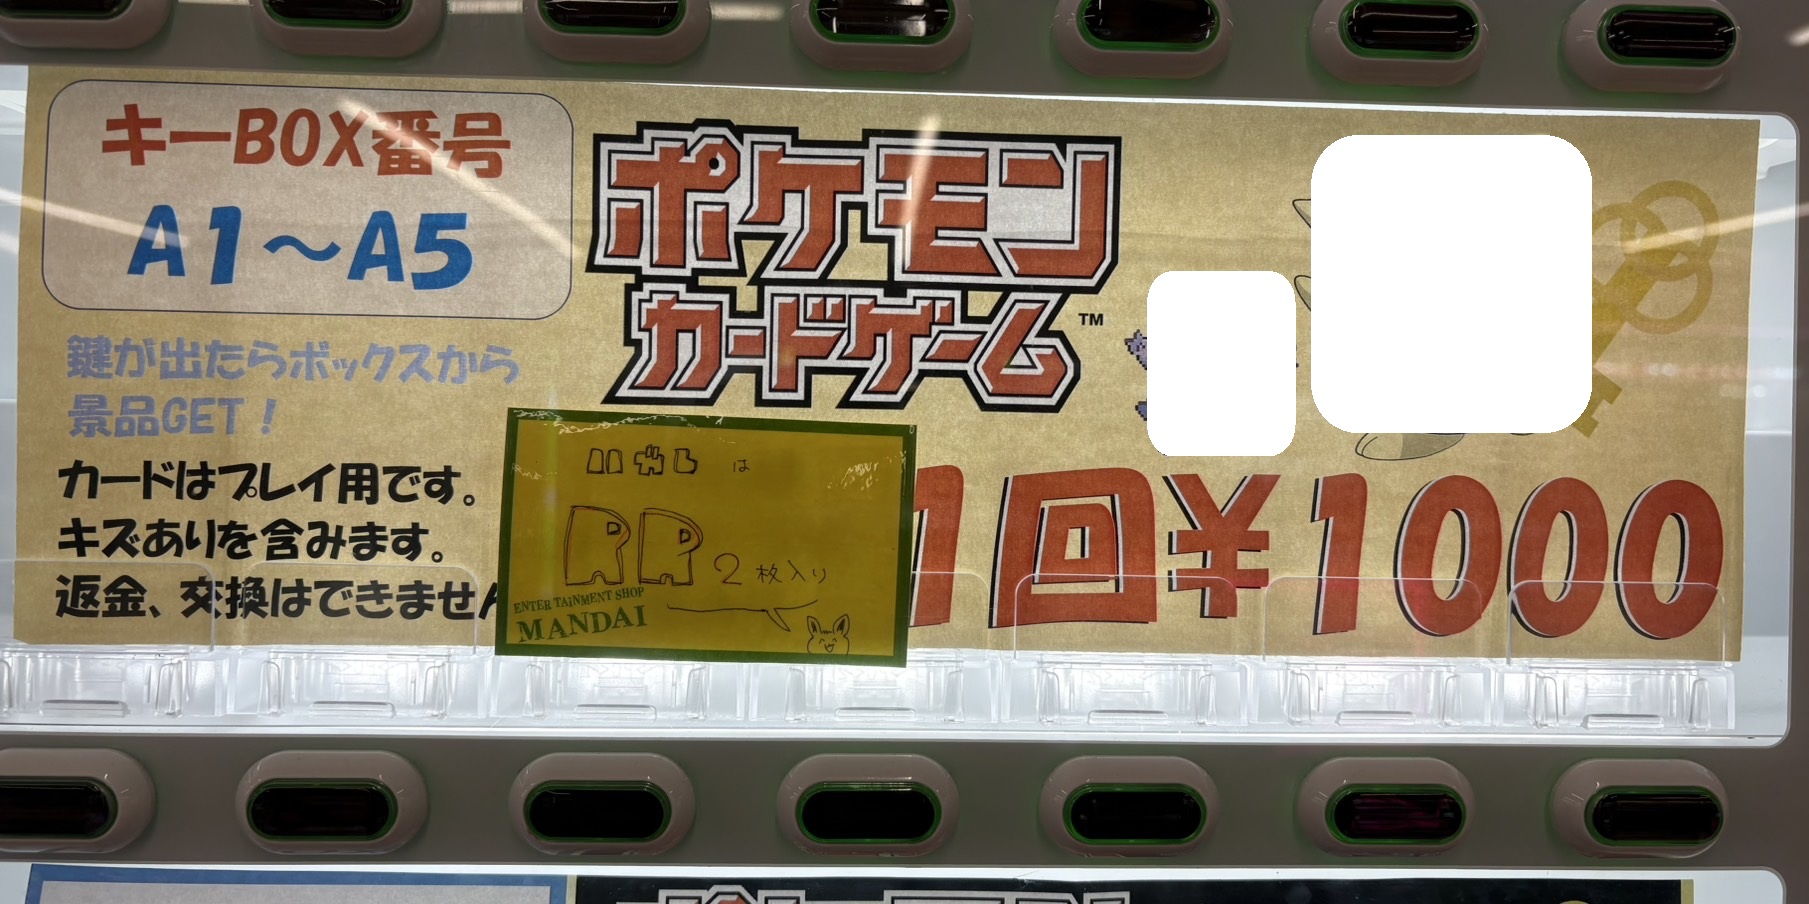 キーBOX番号
A1～A5
鍵が出たらボックスから
景品GET！
カードはプレイ用です。
キズありを含みます。
返金、交換はできません
ポケモン
カードゲーム
TM
ハガレは
RR2枚入り
ENTERTAINMENT SHOP
MANDAI
1回¥1000